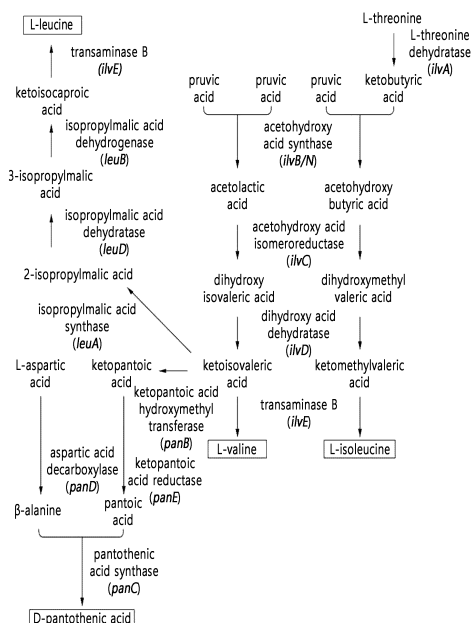 L-leucine
transaminase B
(ilvE)
ketoisocaproic
acid
isopropylmalic acid
dehydrogenase
(leuB)
3-isopropylmalic
acid
isopropylmalic acid
dehydratase
(leuD)
2-isopropylmalic acid
isopropylmalic acid
synthase
(leuA)
L-threonine
L-threonine
dehydratase
(ilvA)
pruvic
acid
pruvic
acid
pruvic
acid
ketobutyric
acid
acetohydroxy
acid synthase
(ilvB/N)
acetolactic
acid
acetohydroxy
butyric acid
acetohydroxy acid
isomeroreductase
(ilvC)
dihydroxy
isovaleric acid
dihydroxymethyl
valeric acid
dihydroxy acid
dehydratase
(ilvD)
L-aspartic
acid
ketopantoic
acid
ketoisovaleric
acid
ketomethylvaleric
acid
ketopantoic acid
hydroxymethyl
transferase
(panB)
transaminase B
(ilvE)
L-valine
L-isoleucine
aspartic acid
decarboxylase
(panD)
ketopantoic
acid reductase
(panE)
β-alanine
pantoic
acid
pantothenic
acid synthase
(panC)
D-pantothenic acid